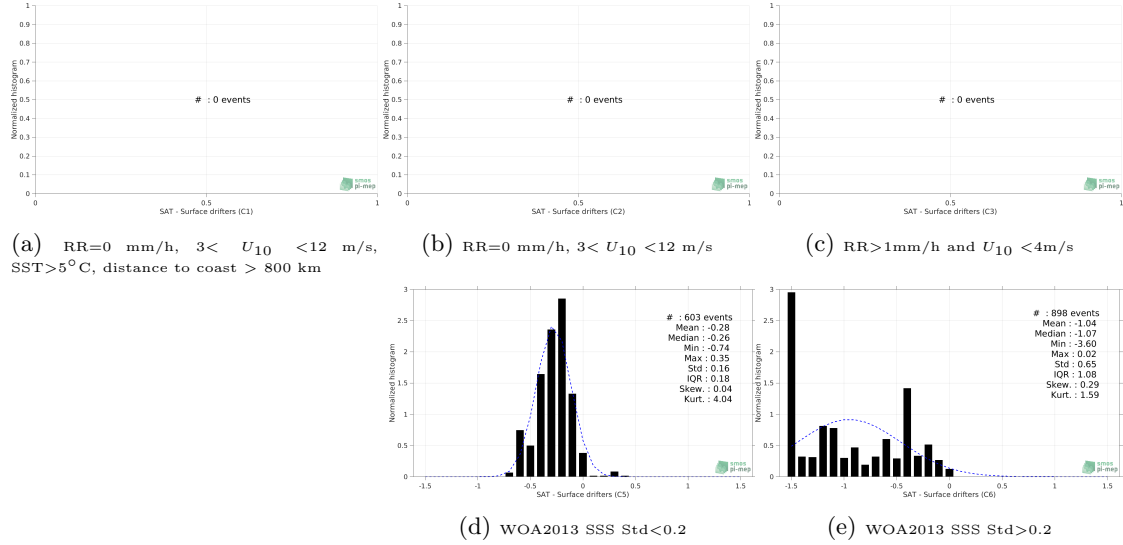 1
0.9
0.8
0.7
0.6
0.5
0.4
0.3
0.2
0.1
0
Normalized histogram
# : 0 events
smos
pi-mep
0 0.5 1
SAT - Surface drifters (C1)
(a) RR=0 mm/h, 3< U10 <12 m/s,
SST>5°C, distance to coast > 800 km
1
0.9
0.8
0.7
0.6
0.5
0.4
0.3
0.2
0.1
0
Normalized histogram
# : 0 events
smos
pi-mep
0 0.5 1
SAT - Surface drifters (C2)
(b) RR=0 mm/h, 3< U10 <12 m/s
1
0.9
0.8
0.7
0.6
0.5
0.4
0.3
0.2
0.1
0
Normalized histogram
# : 0 events
smos
pi-mep
0 0.5 1
SAT - Surface drifters (C3)
(c) RR>1mm/h and U10 <4m/s
3
2.5
2
1.5
1
0.5
0
Normalized histogram
# : 603 events
Mean : -0.28
Median : -0.26
Min : -0.74
Max : 0.35
Std : 0.16
IQR : 0.18
Skew. : 0.04
Kurt. : 4.04
smos
pi-mep
-1.5 -1 -0.5 0 0.5 1 1.5
SAT - Surface drifters (C5)
(d) WOA2013 SSS Std<0.2
3
2.5
2
1.5
1
0.5
0
Normalized histogram
# : 898 events
Mean : -1.04
Median : -1.07
Min : -3.60
Max : 0.02
Std : 0.65
IQR : 1.08
Skew. : 0.29
Kurt. : 1.59
smos
pi-mep
-1.5 -1 -0.5 0 0.5 1 1.5
SAT - Surface drifters (C6)
(e) WOA2013 SSS Std>0.2